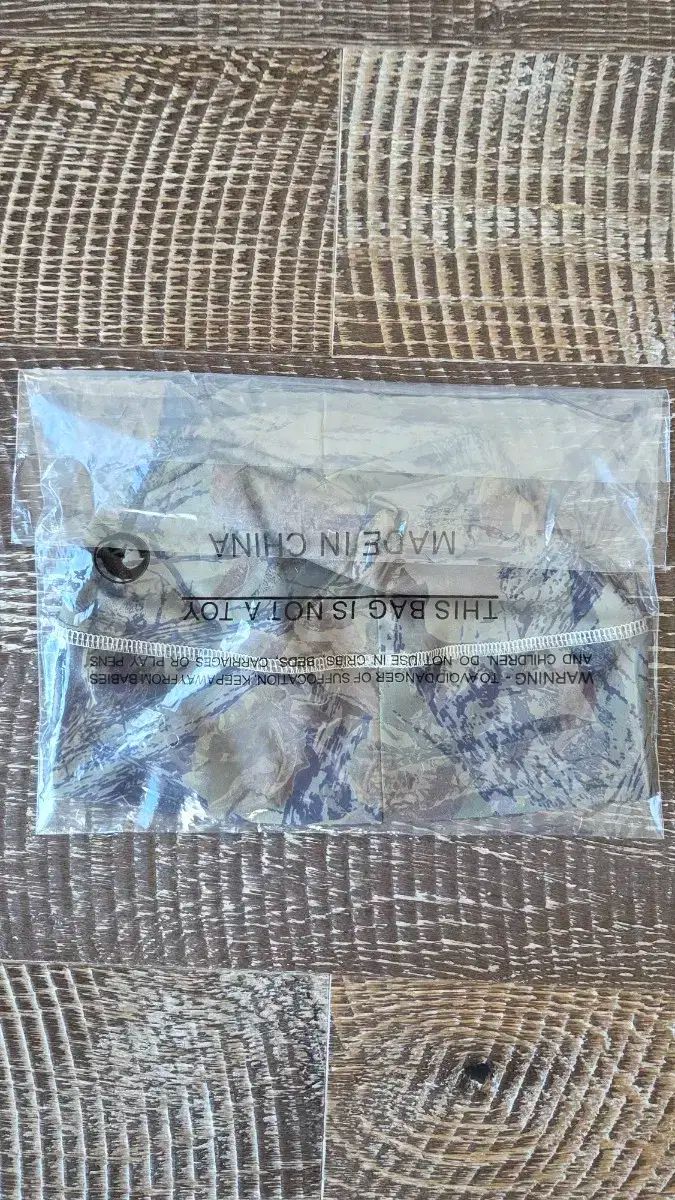 WARNING - TO AVOID DANGER OF SUFFOCATION, KEEP AWAY FROM BABIES
AND CHILDREN. DO NOT USE IN CRIBS, BEDS, CARRIAGES OR PLAY PENS
THIS BAG IS NOT A TOY
MADE IN CHINA